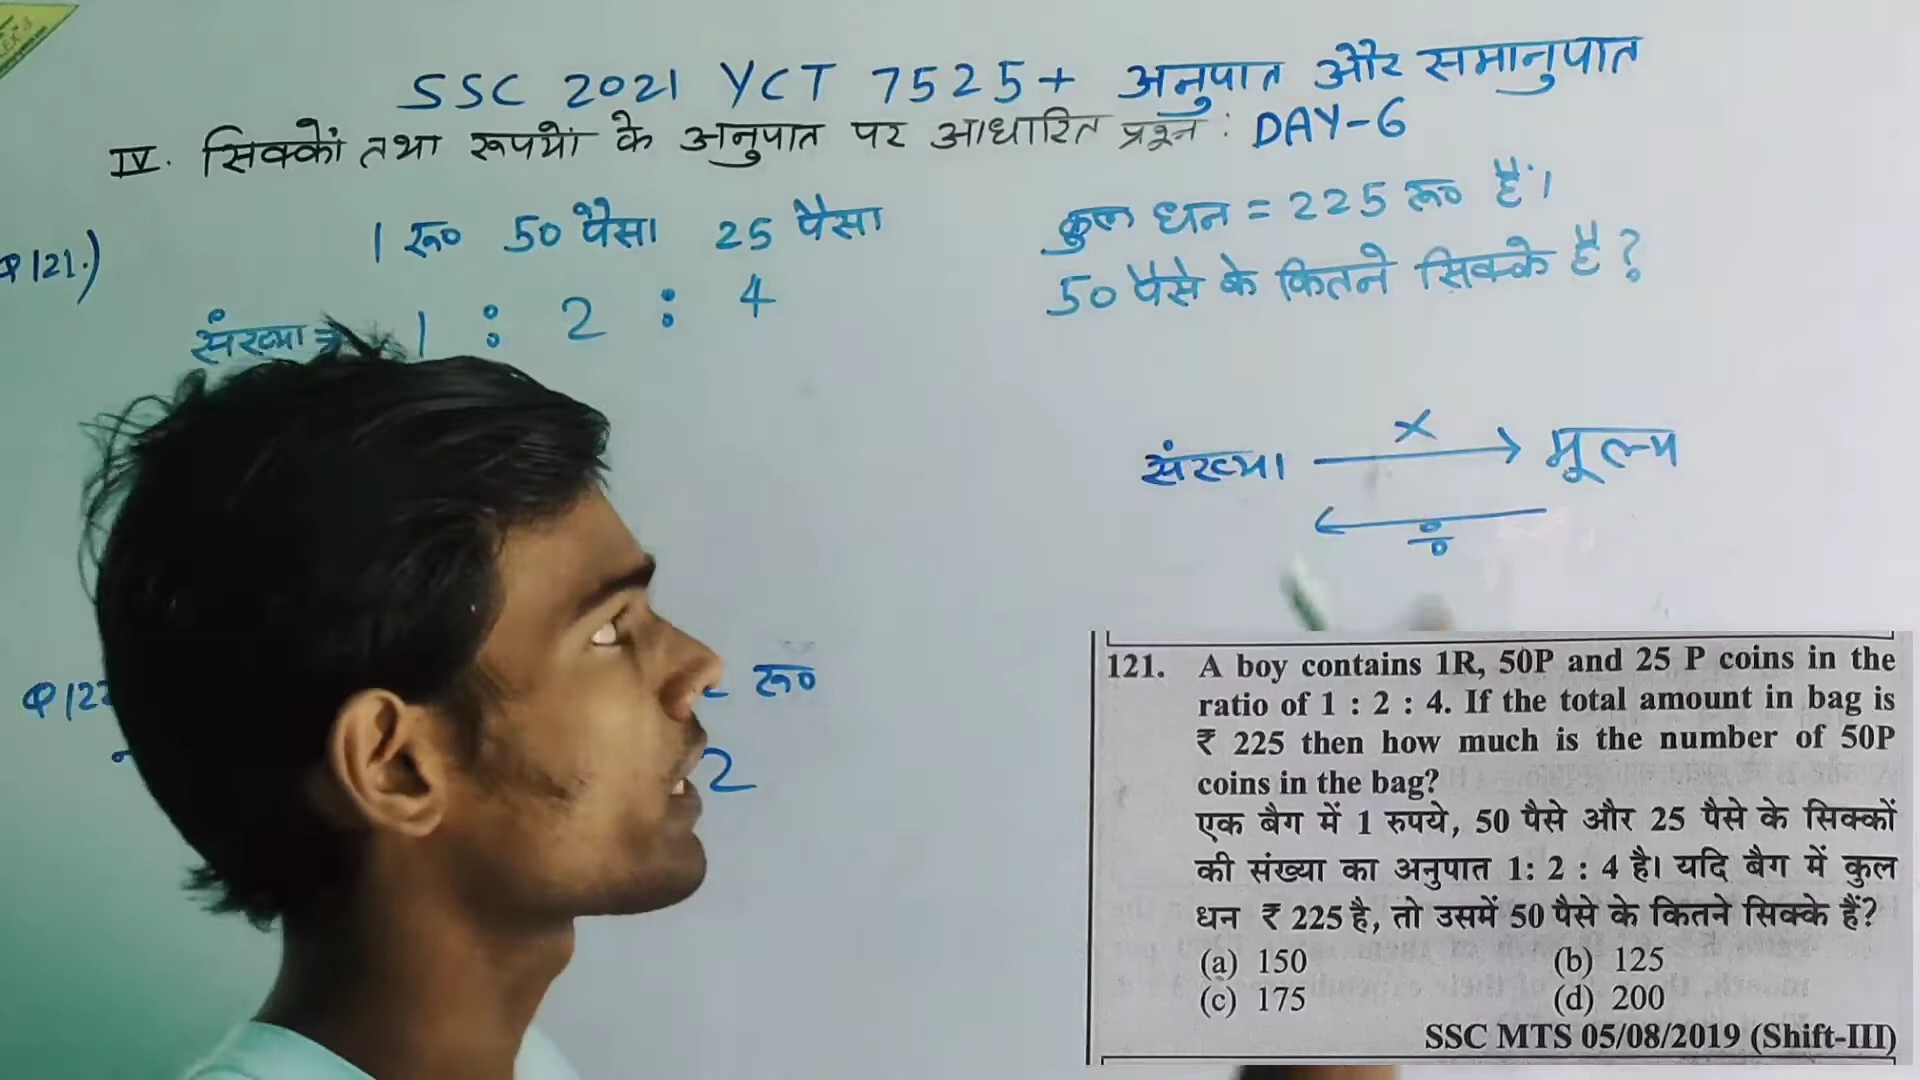 SSC 2021 YCT 7525+ अनुपात और समानुपात
IV. सिक्कों तथा रूपयों के अनुपात पर आधारित प्रश्न : DAY-6
1 रू० 50 पैसा 25 पैसा
कुल धन = 225 रू० हैं।
Q121.)
50 पैसे के कितने सिक्के है ?
संख्या → 1 : 2 : 4
संख्या × → मूल्य
← ÷
Q122
रू०
2
121. A boy contains 1R, 50P and 25 P coins in the
ratio of 1 : 2 : 4. If the total amount in bag is
₹ 225 then how much is the number of 50P
coins in the bag?
एक बैग में 1 रुपये, 50 पैसे और 25 पैसे के सिक्कों
की संख्या का अनुपात 1: 2 : 4 है। यदि बैग में कुल
धन ₹ 225 है, तो उसमें 50 पैसे के कितने सिक्के हैं?
(a) 150 (b) 125
(c) 175 (d) 200
SSC MTS 05/08/2019 (Shift-III)